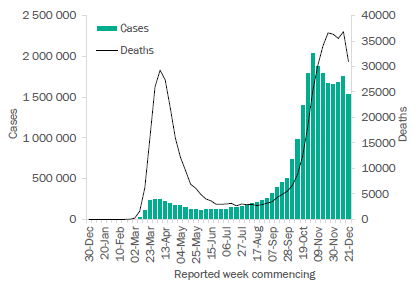 2 500 000
2 000 000
1 500 000
1 000 000
500 000
0
Cases
Cases
Deaths
40000
35000
30000
25000
20000
15000
10000
5000
0
Deaths
30-Dec
20-Jan
10-Feb
02-Mar
23-Mar
13-Apr
04-May
25-May
15-Jun
06-Jul
27-Jul
17-Aug
07-Sep
28-Sep
19-Oct
09-Nov
30-Nov
21-Dec
Reported week commencing